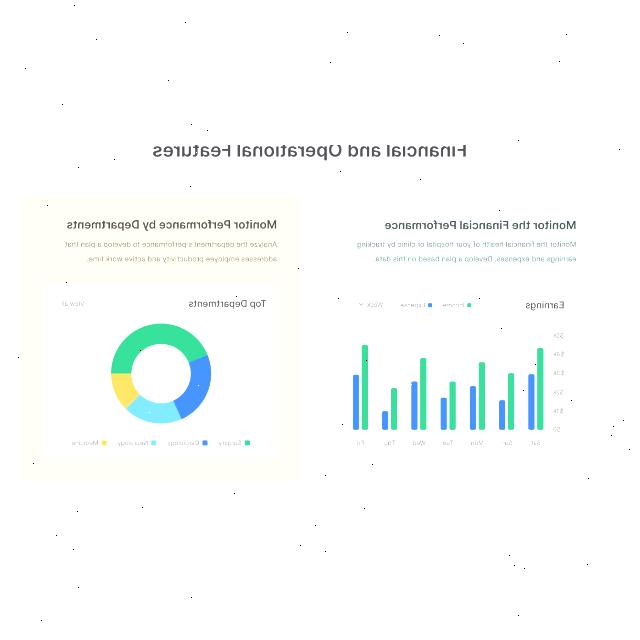 Financial and Operational Features
Monitor the Financial Performance
Monitor the financial health of your hospital or clinic by tracking
earnings and expenses. Develop a plan based on this data.
Earnings
Income Expense Week
$5k
$4k
$3k
$2k
$1k
$0
Sat Sun Mon Tue Wed Thu Fri
Monitor Performance by Departments
Analyze the department's performance to develop a plan that
addresses employee productivity and active work time.
Top Departments
View all
Surgery Cardiology Neurology Medicine